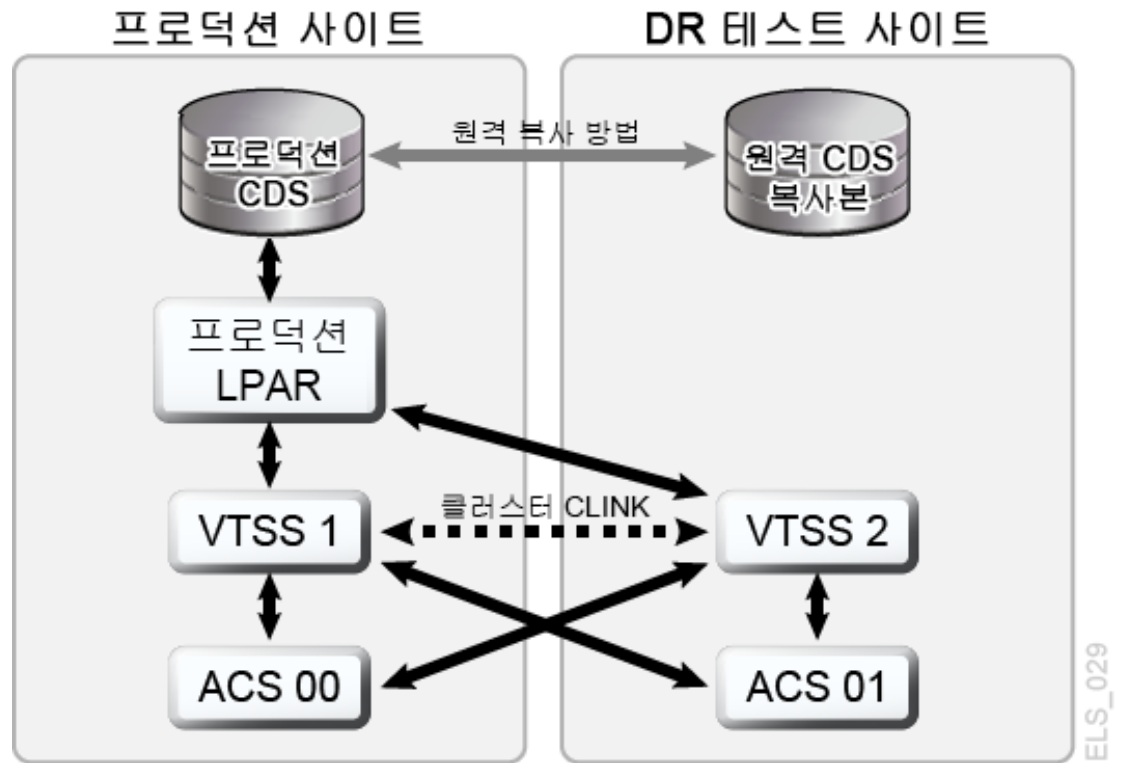 프로덕션 사이트
DR 테스트 사이트
프로덕션
CDS
원격 복사 방법
원격 CDS
복사본
프로덕션
LPAR
클러스터 CLINK
VTSS 1
VTSS 2
ACS 00
ACS 01
ELS_029